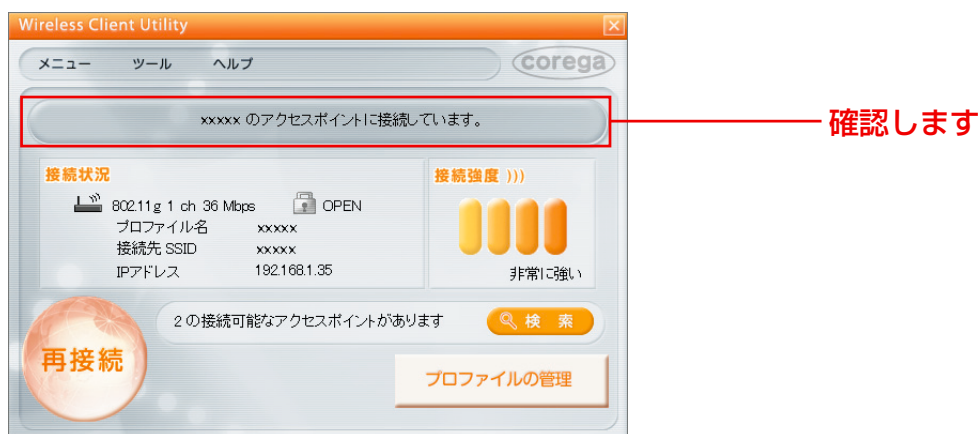 Wireless Client Utility
メニュー ツール ヘルプ corega
xxxxx のアクセスポイントに接続しています。
確認します
接続状況
802.11g 1 ch 36 Mbps OPEN
プロファイル名 xxxxx
接続先 SSID xxxxx
IPアドレス 192.168.1.35
接続強度 )))
非常に強い
2 の接続可能なアクセスポイントがあります 検 索
再接続
プロファイルの管理